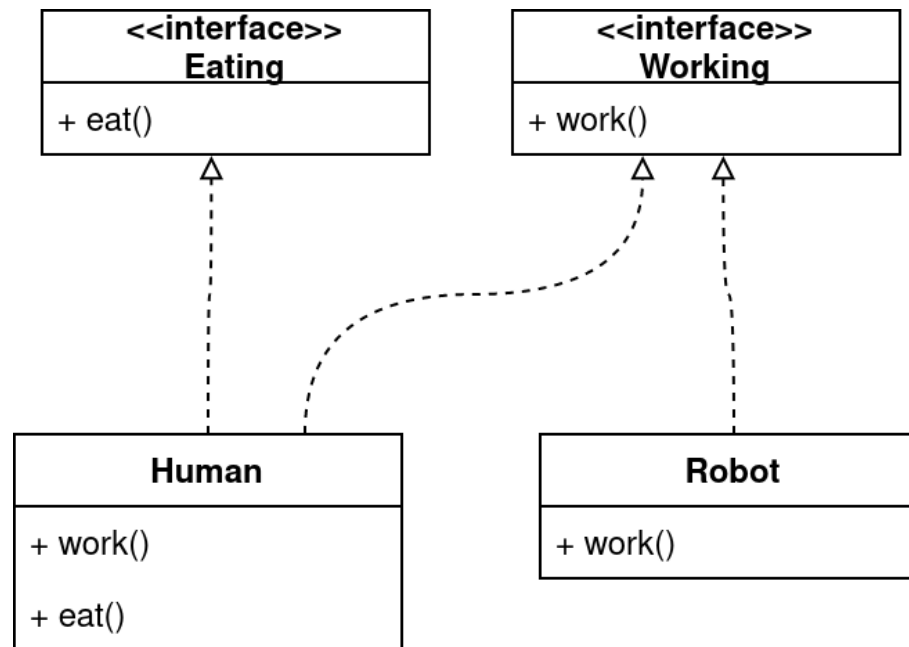 <<interface>>
Eating
+ eat()
<<interface>>
Working
+ work()
Human
+ work()
+ eat()
Robot
+ work()